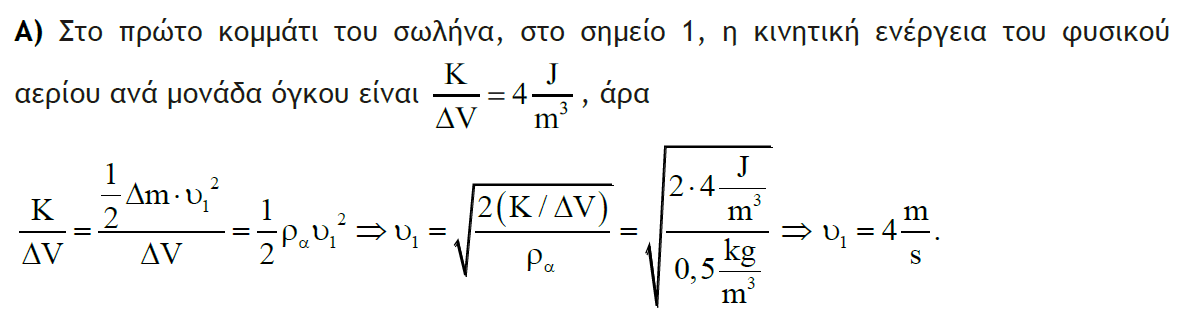 Α) Στο πρώτο κομμάτι του σωλήνα, στο σημείο 1, η κινητική ενέργεια του φυσικού
αερίου ανά μονάδα όγκου είναι K/ΔV = 4 J/m³ , άρα
K/ΔV = (1/2 Δm·υ₁²)/ΔV = 1/2 ρ_α υ₁² ⇒ υ₁ = √(2(K / ΔV)/ρ_α) = √((2·4 J/m³)/(0,5 kg/m³)) ⇒ υ₁ = 4 m/s.